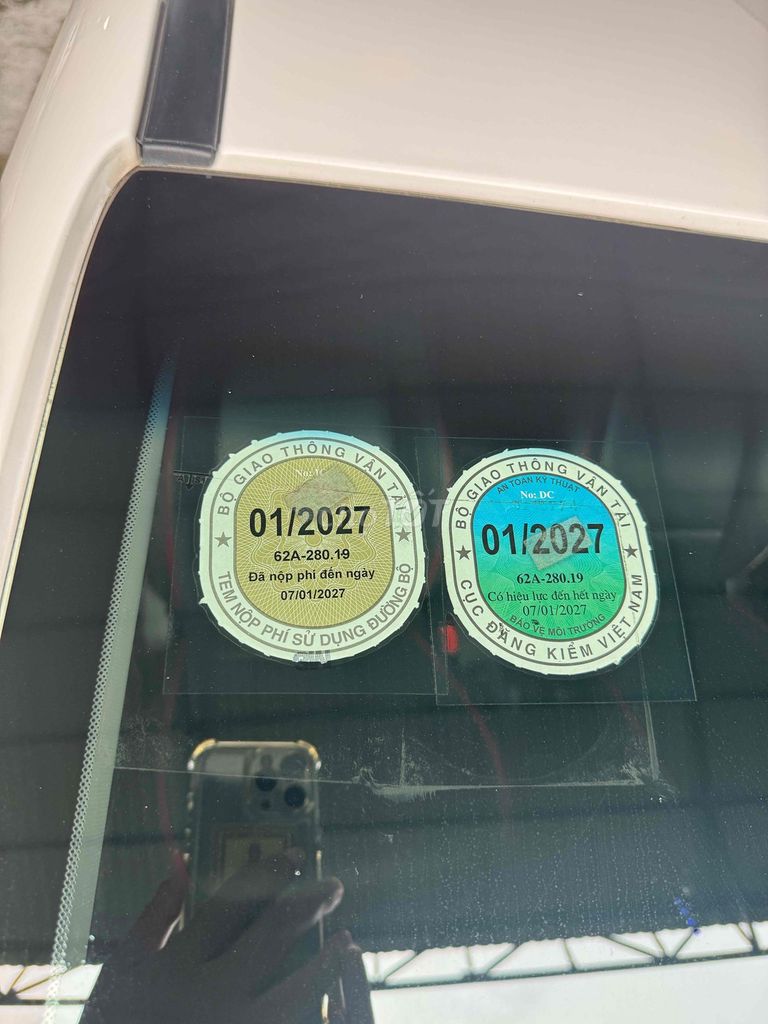 BỘ GIAO THÔNG VẬN TẢI
01/2027
62A-280.19
Đã nộp phí đến ngày
07/01/2027
TEM NỘP PHÍ SỬ DỤNG ĐƯỜNG BỘ
BỘ GIAO THÔNG VẬN TẢI
AN TOÀN KỸ THUẬT
No: DC
01/2027
62A-280.19
Có hiệu lực đến hết ngày
07/01/2027
BẢO VỆ MÔI TRƯỜNG
CỤC ĐĂNG KIỂM VIỆT NAM